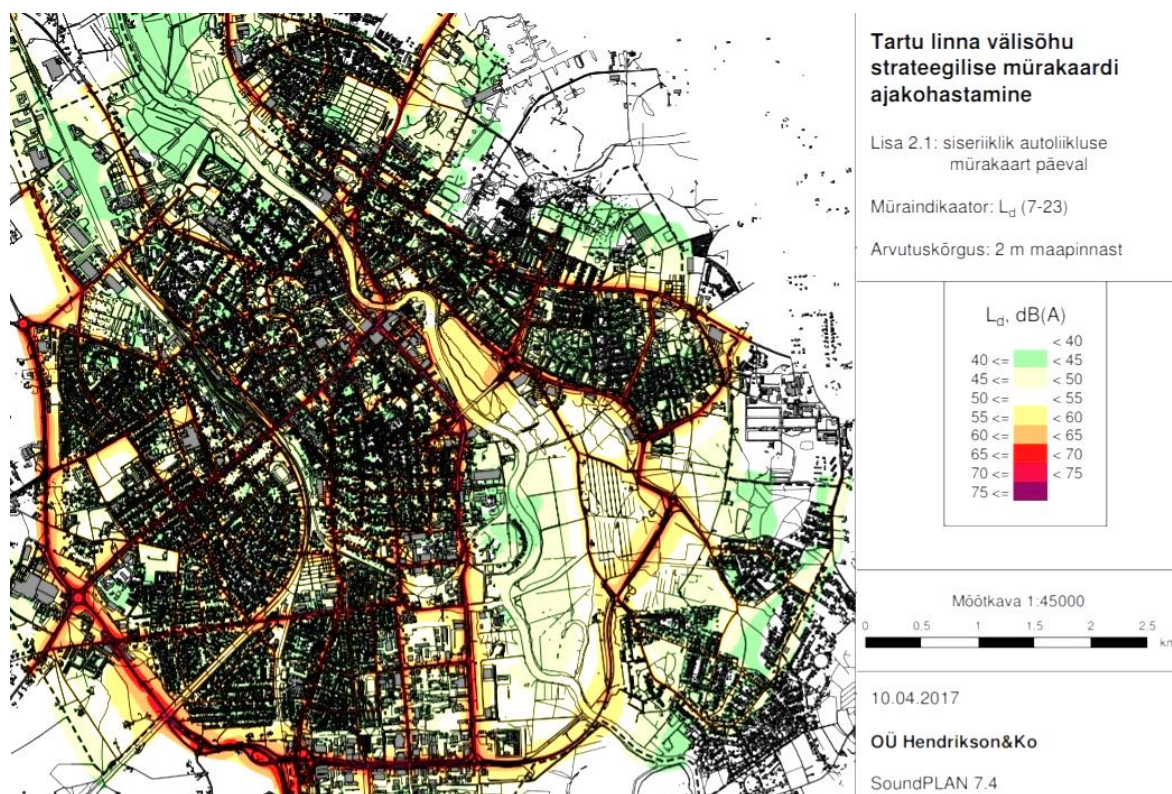 Tartu linna välisõhu
strateegilise mürakaardi
ajakohastamine
Lisa 2.1: siseriiklik autoliikluse
mürakaart päeval
Müraindikaator: Ld (7-23)
Arvutuskõrgus: 2 m maapinnast
Ld, dB(A)
< 40
40 <= < 45
45 <= < 50
50 <= < 55
55 <= < 60
60 <= < 65
65 <= < 70
70 <= < 75
75 <=
Mõõtkava 1:45000
0 0.5 1 1.5 2 2.5
km
10.04.2017
OÜ Hendrikson&Ko
SoundPLAN 7.4